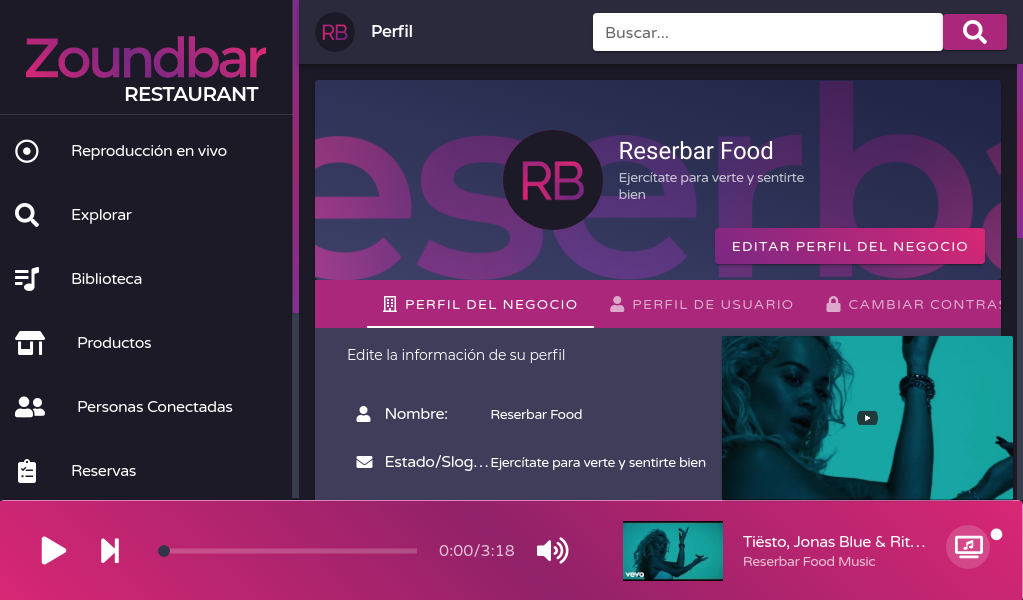 Zoundbar
RESTAURANT
Reproducción en vivo
Explorar
Biblioteca
Productos
Personas Conectadas
Reservas
RB
Perfil
Buscar...
eserba
RB
Reserbar Food
Ejercítate para verte y sentirte
bien
EDITAR PERFIL DEL NEGOCIO
PERFIL DEL NEGOCIO
PERFIL DE USUARIO
CAMBIAR CONTRAS
Edite la información de su perfil
Nombre:
Reserbar Food
Estado/Slog...
Ejercítate para verte y sentirte bien
0:00/3:18
vevo
Tiësto, Jonas Blue & Rit...
Reserbar Food Music